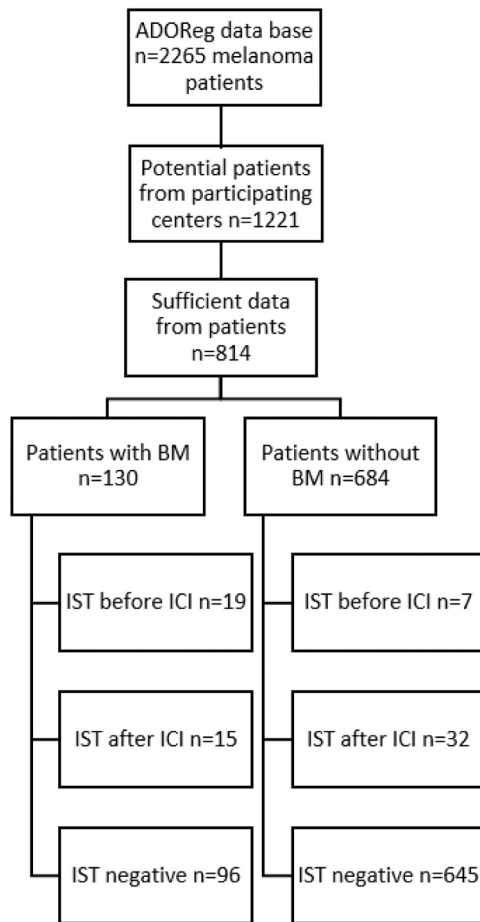 ADOReg data base
n=2265 melanoma
patients
Potential patients
from participating
centers n=1221
Sufficient data
from patients
n=814
Patients with BM
n=130
Patients without
BM n=684
IST before ICI n=19
IST before ICI n=7
IST after ICI n=15
IST after ICI n=32
IST negative n=96
IST negative n=645